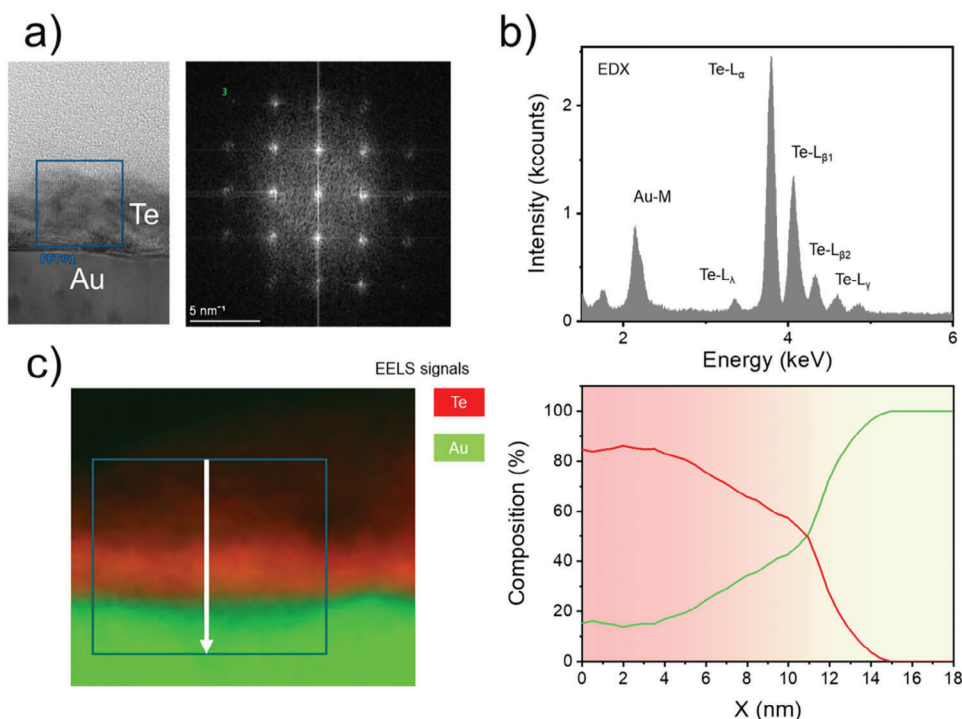 a)
Te
FFT#1
Au
3
5 nm⁻¹
b)
EDX
Te-Lα
Te-Lβ1
Au-M
Te-Lβ2
Te-Lλ
Te-Lγ
Intensity (kcounts)
2
1
0
2 4 6
Energy (keV)
c)
EELS signals
Te
Au
Composition (%)
100
80
60
40
20
0
0 2 4 6 8 10 12 14 16 18
X (nm)